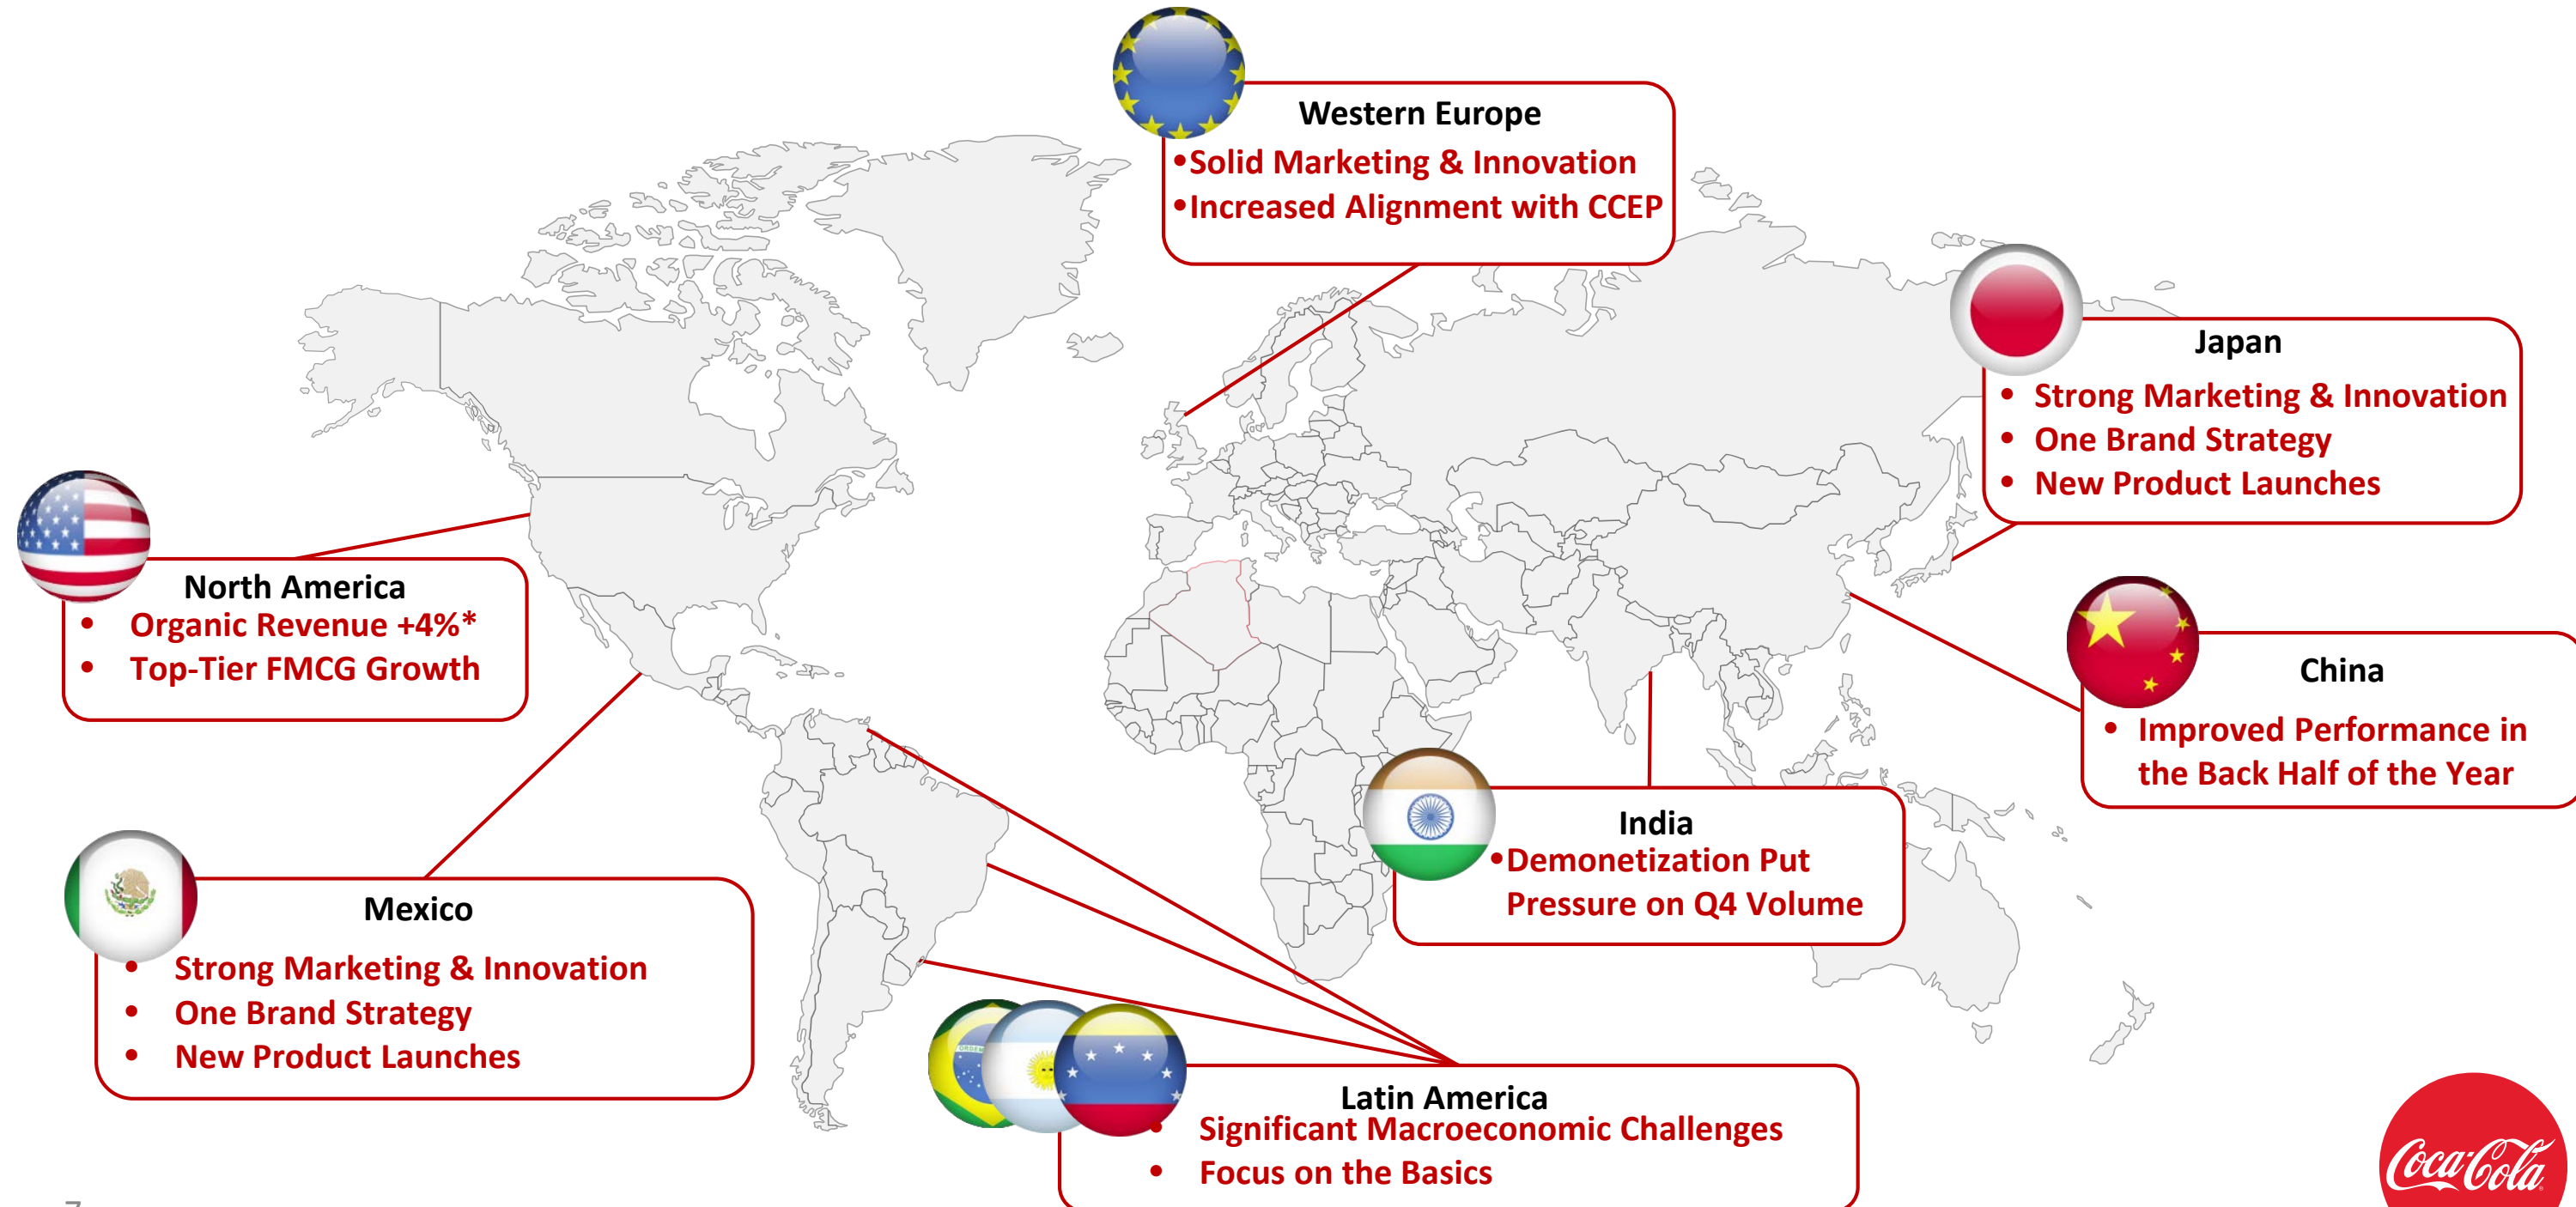 Western Europe
•Solid Marketing & Innovation
•Increased Alignment with CCEP
Japan
• Strong Marketing & Innovation
• One Brand Strategy
• New Product Launches
North America
• Organic Revenue +4%*
• Top-Tier FMCG Growth
China
• Improved Performance in
the Back Half of the Year
India
•Demonetization Put
Pressure on Q4 Volume
Mexico
• Strong Marketing & Innovation
• One Brand Strategy
• New Product Launches
Latin America
• Significant Macroeconomic Challenges
• Focus on the Basics
Coca-Cola